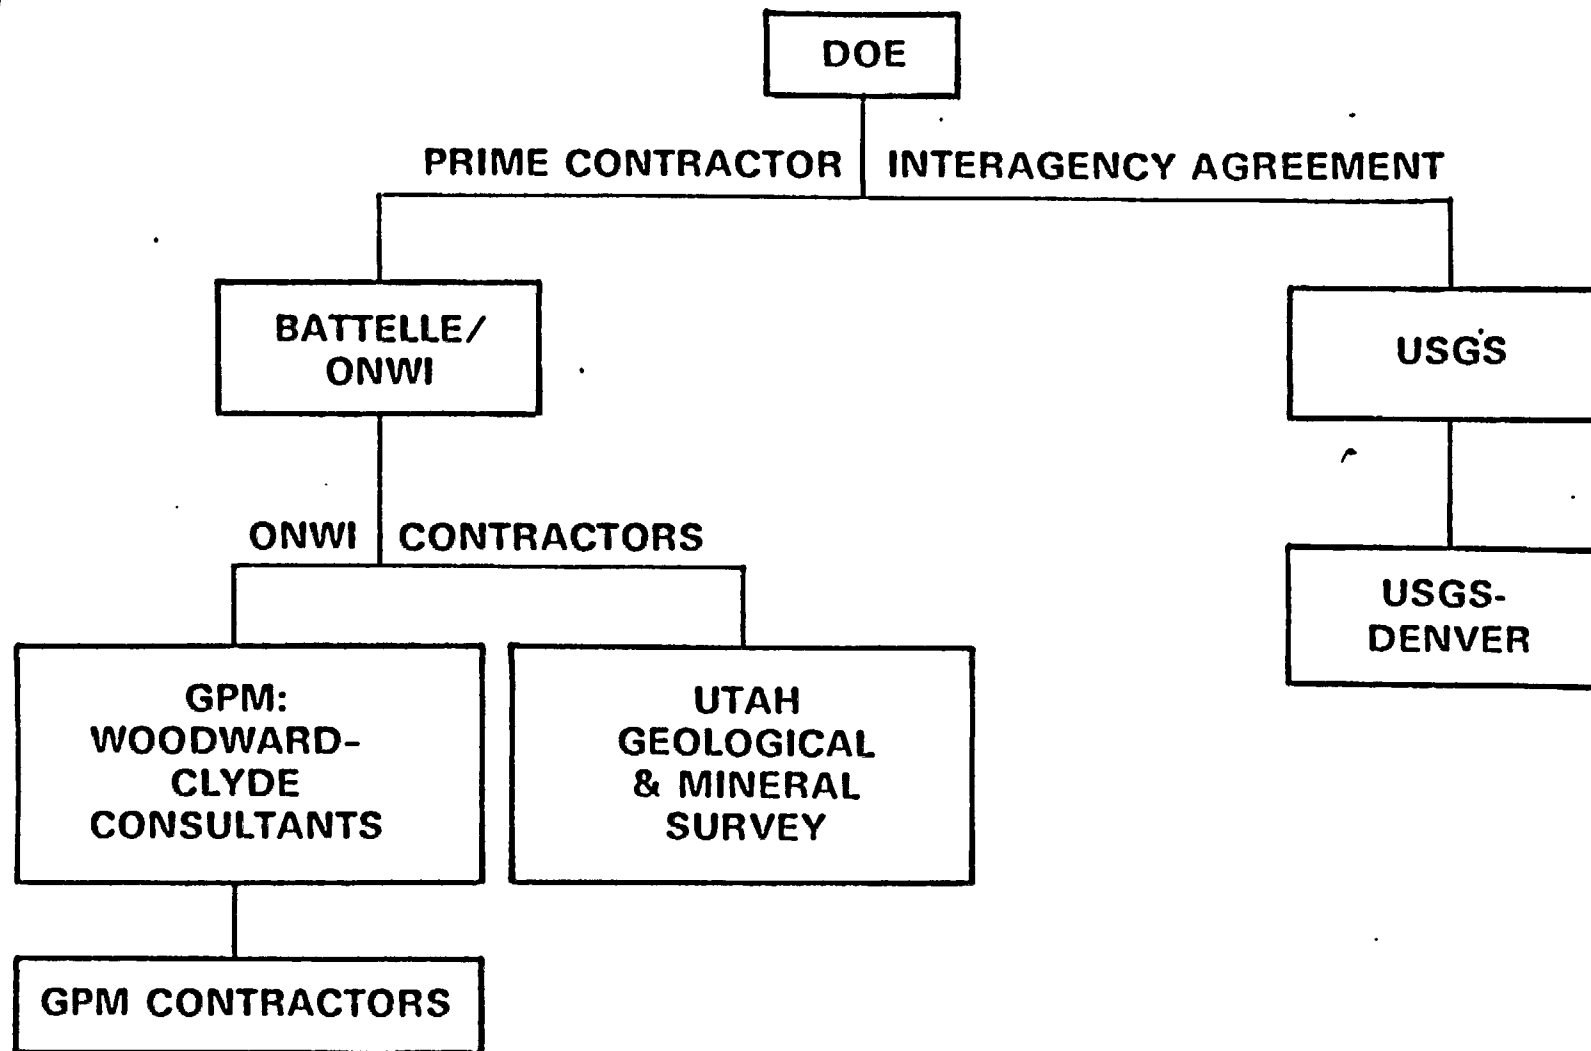 DOE
PRIME CONTRACTOR
INTERAGENCY AGREEMENT
BATTELLE/
ONWI
USGS
ONWI CONTRACTORS
USGS-
DENVER
GPM:
WOODWARD-
CLYDE
CONSULTANTS
UTAH
GEOLOGICAL
& MINERAL
SURVEY
GPM CONTRACTORS